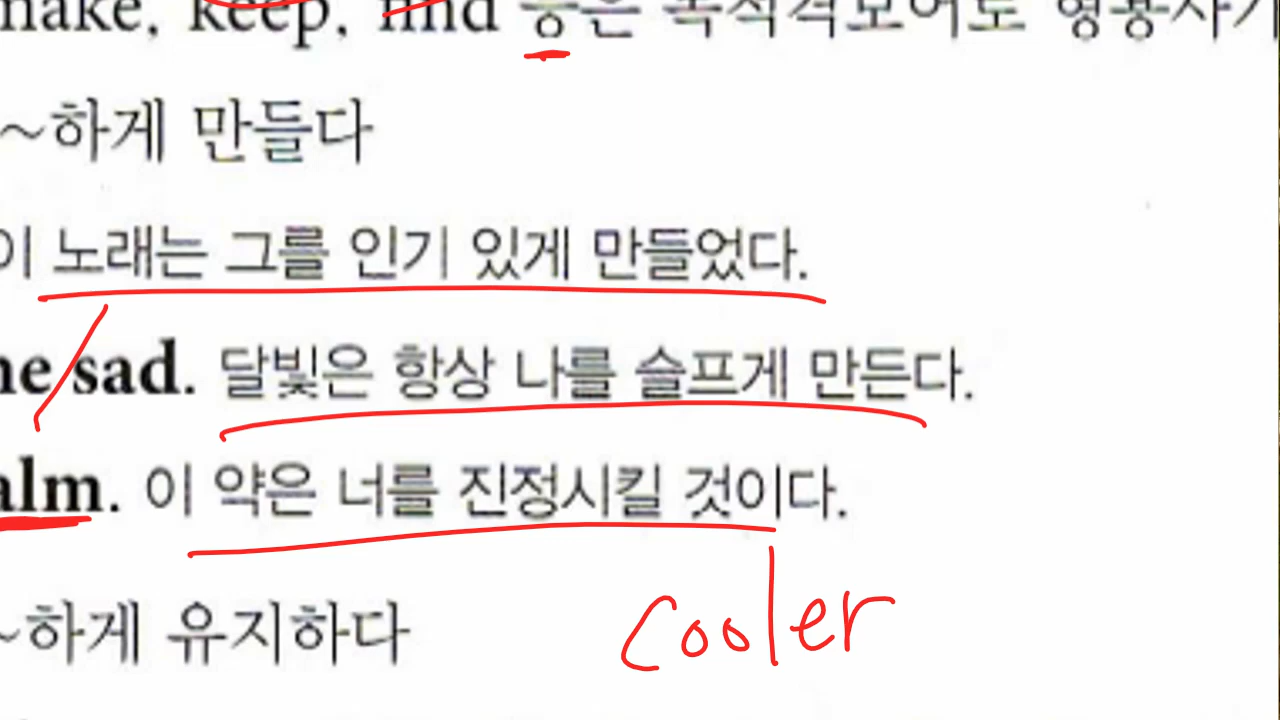 make, keep, find 등은 목적격보어로 형용사가
~하게 만들다
이 노래는 그를 인기 있게 만들었다.
sad. 달빛은 항상 나를 슬프게 만든다.
alm. 이 약은 너를 진정시킬 것이다.
~하게 유지하다
cooler